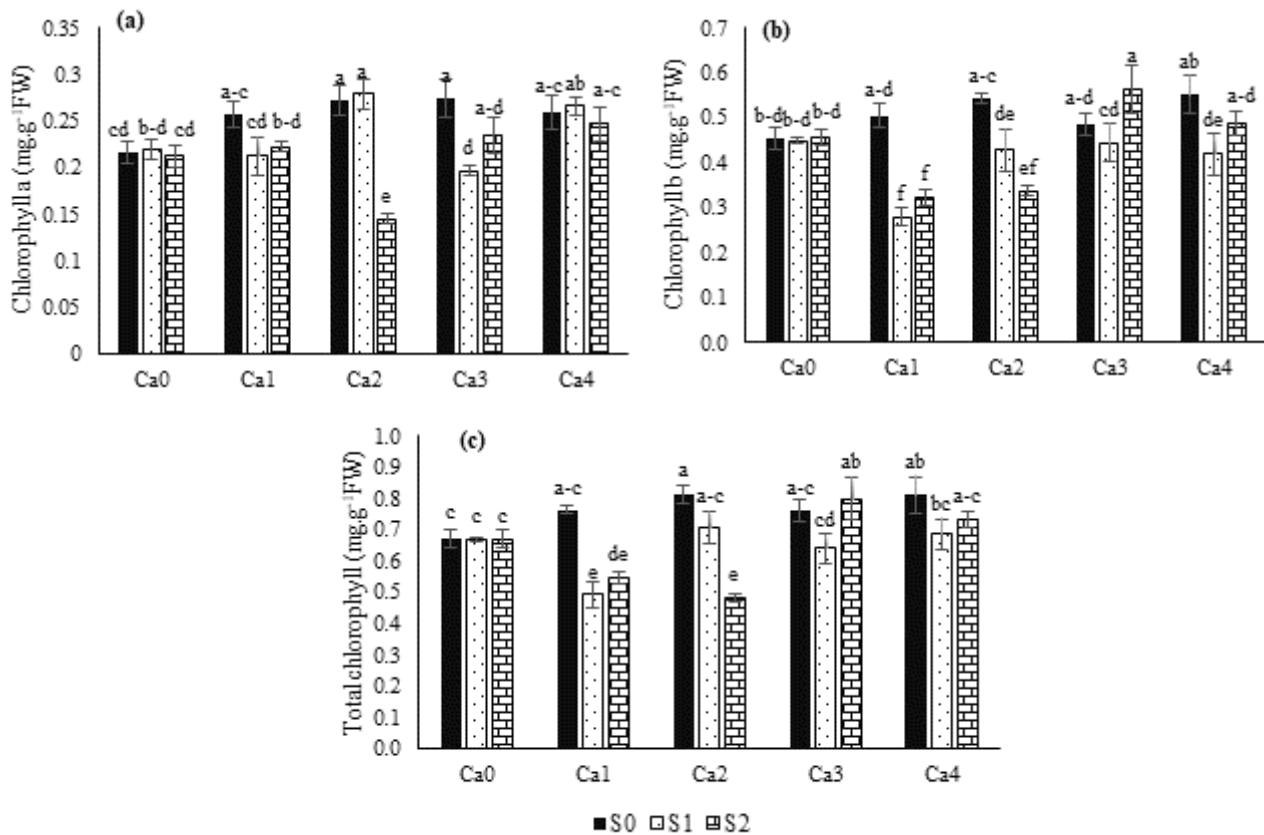 (a)
Chlorophyll a (mg.g⁻¹FW)
0.35
0.3
0.25
0.2
0.15
0.1
0.05
0
cd b-d cd
a-c cd b-d
a a e
a d a-d
a-c ab a-c
Ca0 Ca1 Ca2 Ca3 Ca4
(b)
Chlorophyll b (mg.g⁻¹FW)
0.7
0.6
0.5
0.4
0.3
0.2
0.1
0.0
b-d b-d b-d
a-d f f
a-c de ef
a-d cd a
ab de a-d
Ca0 Ca1 Ca2 Ca3 Ca4
(c)
Total chlorophyll (mg.g⁻¹FW)
1.0
0.9
0.8
0.7
0.6
0.5
0.4
0.3
0.2
0.1
0.0
c c c
a-c e de
a a-c e
a-c cd ab
ab bc a-c
Ca0 Ca1 Ca2 Ca3 Ca4
S0 S1 S2